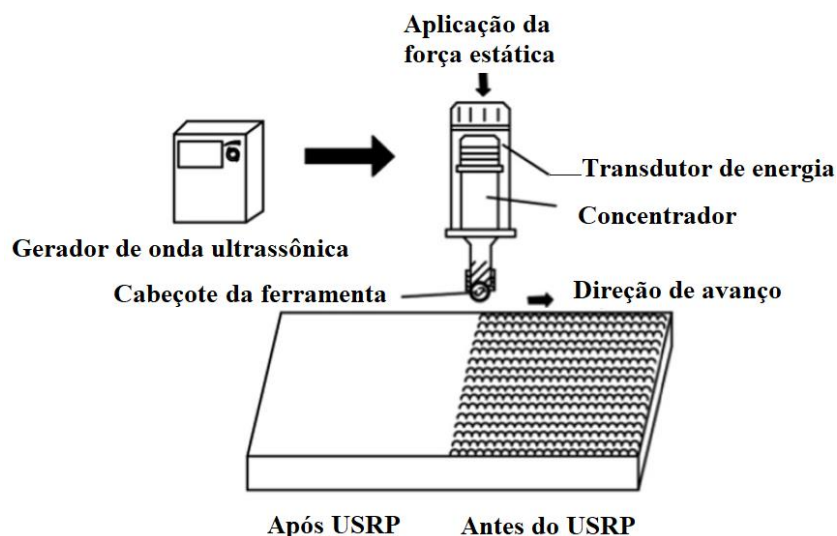 Aplicação da
força estática
Transdutor de energia
Concentrador
Gerador de onda ultrassônica
Cabeçote da ferramenta
Direção de avanço
Após USRP
Antes do USRP